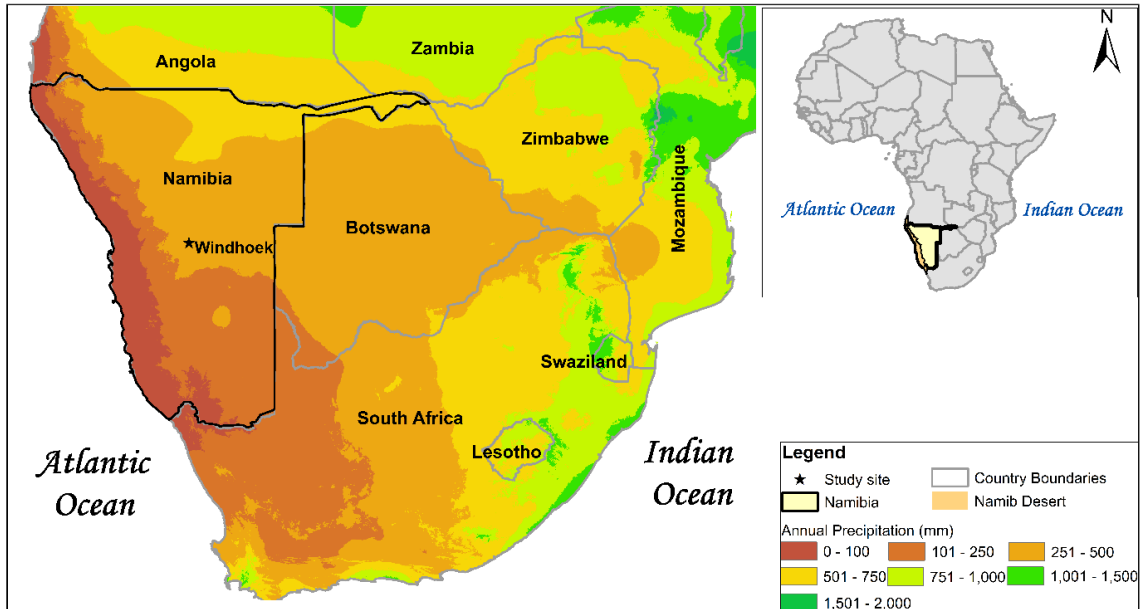 Angola
Zambia
Zimbabwe
Mozambique
Namibia
Windhoek
Botswana
Swaziland
South Africa
Lesotho
Atlantic
Ocean
Indian
Ocean
N
Atlantic Ocean
Indian Ocean
Legend
Study site
Country Boundaries
Namibia
Namib Desert
Annual Precipitation (mm)
0 - 100
101 - 250
251 - 500
501 - 750
751 - 1,000
1,001 - 1,500
1,501 - 2,000